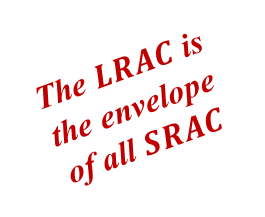 The LRAC is
the envelope
of all SRAC